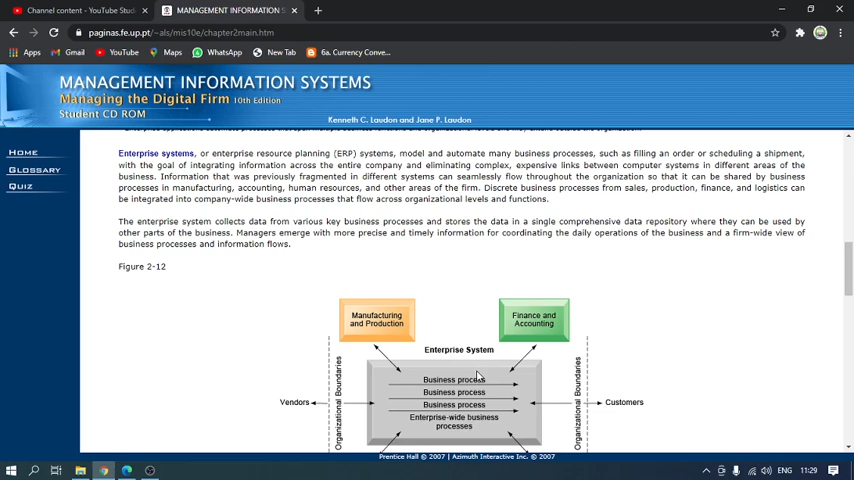 Channel content - YouTube Stud
MANAGEMENT INFORMATION S
paginas.fe.up.pt/~als/mis10e/chapter2main.htm
Apps Gmail YouTube Maps WhatsApp New Tab 6a. Currency Conve...
MANAGEMENT INFORMATION SYSTEMS
Managing the Digital Firm 10th Edition
Student CD ROM
Kenneth C. Laudon and Jane P. Laudon
HOME
GLOSSARY
QUIZ
Enterprise systems, or enterprise resource planning (ERP) systems, model and automate many business processes, such as filling an order or scheduling a shipment,
with the goal of integrating information across the entire company and eliminating complex, expensive links between computer systems in different areas of the
business. Information that was previously fragmented in different systems can seamlessly flow throughout the organization so that it can be shared by business
processes in manufacturing, accounting, human resources, and other areas of the firm. Discrete business processes from sales, production, finance, and logistics can
be integrated into company-wide business processes that flow across organizational levels and functions.
The enterprise system collects data from various key business processes and stores the data in a single comprehensive data repository where they can be used by
other parts of the business. Managers emerge with more precise and timely information for coordinating the daily operations of the business and a firm-wide view of
business processes and information flows.
Figure 2-12
Manufacturing
and Production
Finance and
Accounting
Enterprise System
Organizational Boundaries
Organizational Boundaries
Business process
Business process
Business process
Vendors
Customers
Enterprise-wide business
processes
Prentice Hall © 2007 | Azimuth Interactive Inc. © 2007
ENG 11:29